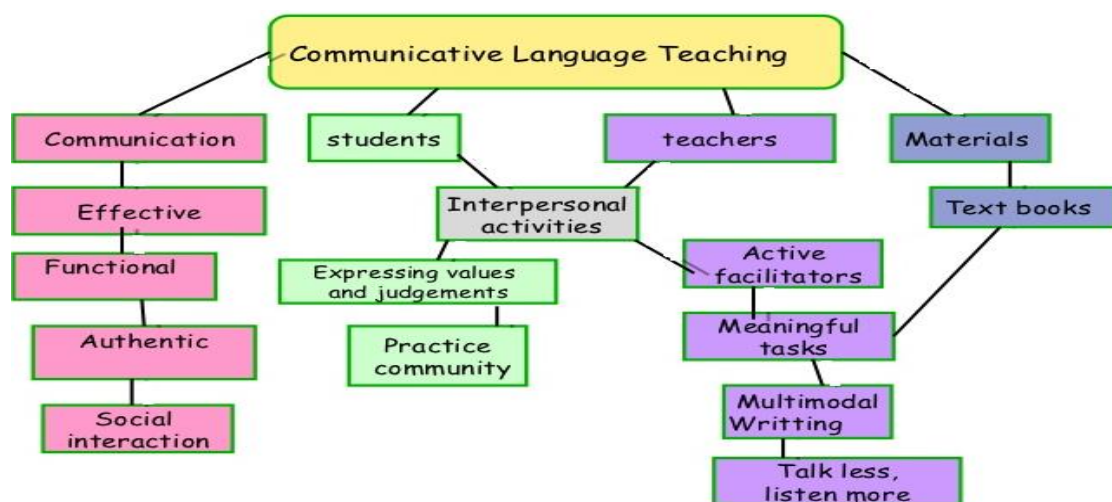 Communicative Language Teaching
Communication
students
teachers
Materials
Effective
Interpersonal
activities
Text books
Functional
Expressing values
and judgements
Active
facilitators
Authentic
Practice
community
Meaningful
tasks
Social
interaction
Multimodal
Writting
Talk less,
listen more